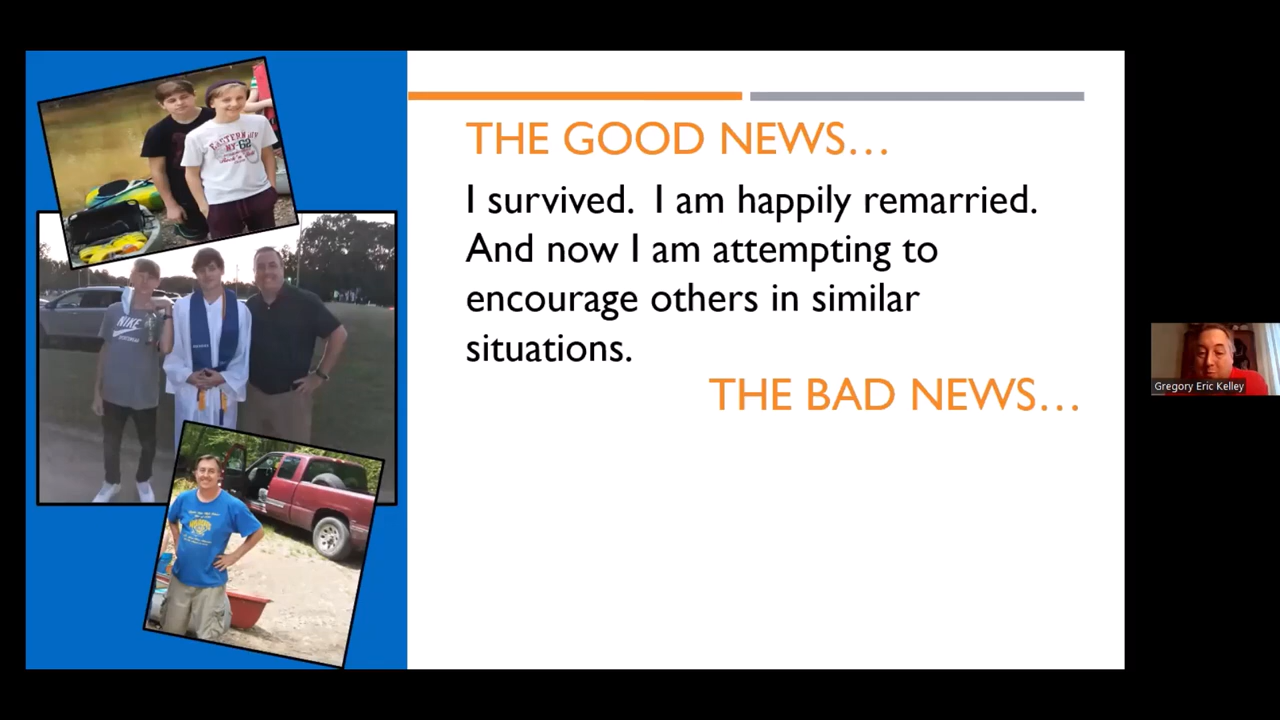 THE GOOD NEWS…
I survived. I am happily remarried.
And now I am attempting to
encourage others in similar
situations.
THE BAD NEWS…
NIKE
Gregory Eric Kelley